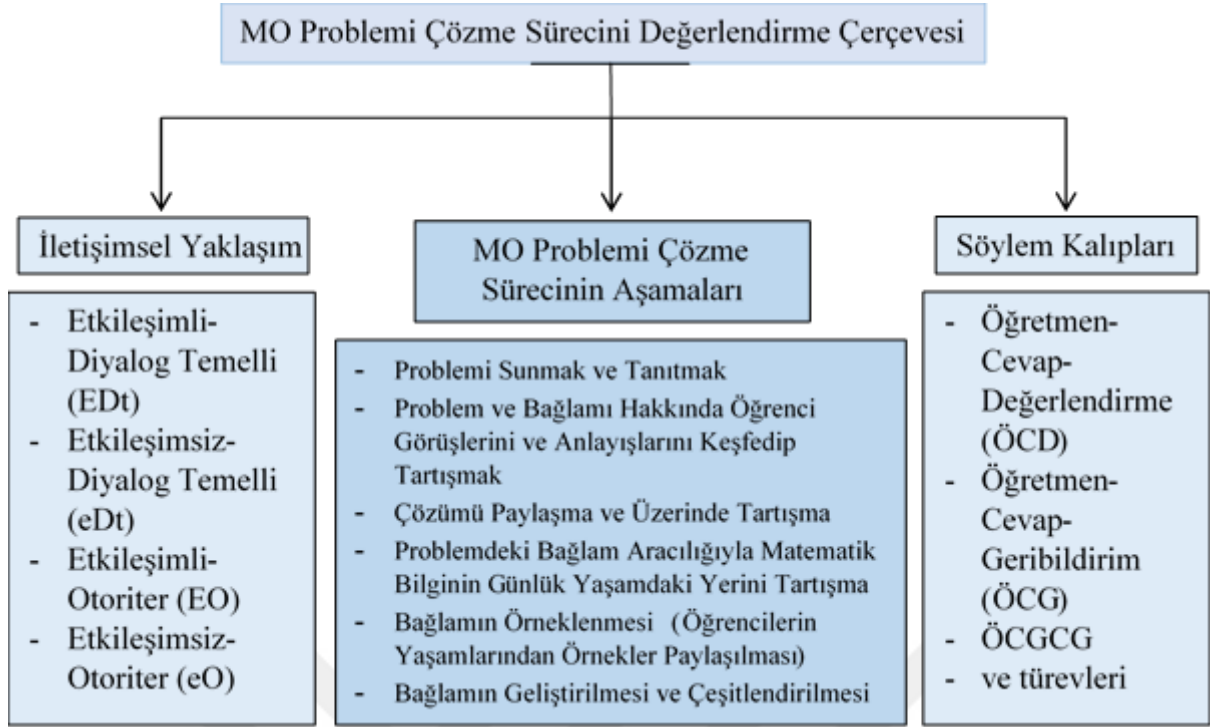 MO Problemi Çözme Sürecini Değerlendirme Çerçevesi
İletişimsel Yaklaşım
- Etkileşimli-
Diyalog Temelli
(EDt)
- Etkileşimsiz-
Diyalog Temelli
(eDt)
- Etkileşimli-
Otoriter (EO)
- Etkileşimsiz-
Otoriter (eO)
MO Problemi Çözme
Sürecinin Aşamaları
- Problemi Sunmak ve Tanıtmak
- Problem ve Bağlamı Hakkında Öğrenci
Görüşlerini ve Anlayışlarını Keşfedip
Tartışmak
- Çözümü Paylaşma ve Üzerinde Tartışma
- Problemdeki Bağlam Aracılığıyla Matematik
Bilginin Günlük Yaşamdaki Yerini Tartışma
- Bağlamın Örneklenmesi (Öğrencilerin
Yaşamlarından Örnekler Paylaşılması)
- Bağlamın Geliştirilmesi ve Çeşitlendirilmesi
Söylem Kalıpları
- Öğretmen-
Cevap-
Değerlendirme
(ÖCD)
- Öğretmen-
Cevap-
Geribildirim
(ÖCG)
- ÖCGCG
- ve türevleri